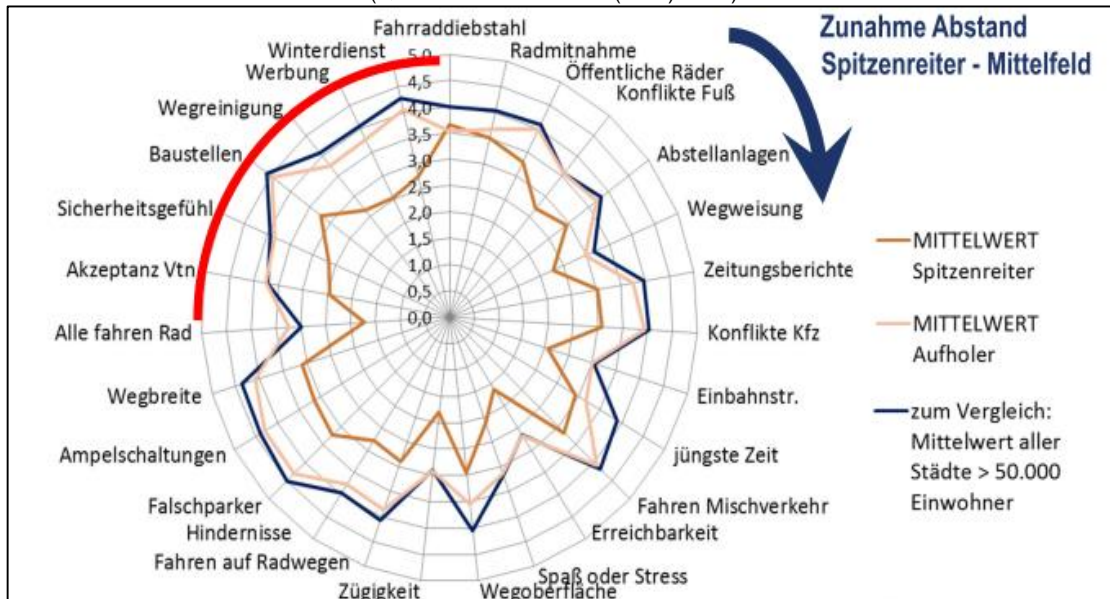 Fahrraddiebstahl
Radmitnahme
Öffentliche Räder
Konflikte Fuß
Abstellanlagen
Wegweisung
Zeitungsberichte
Konflikte Kfz
Einbahnstr.
jüngste Zeit
Fahren Mischverkehr
Erreichbarkeit
Spaß oder Stress
Wegoberfläche
Zügigkeit
Fahren auf Radwegen
Hindernisse
Falschparker
Ampelschaltungen
Wegbreite
Alle fahren Rad
Akzeptanz Vtn
Sicherheitsgefühl
Baustellen
Wegreinigung
Werbung
Winterdienst
5,0
4,5
4,0
3,5
3,0
2,5
2,0
1,5
1,0
0,5
0,0
Zunahme Abstand
Spitzenreiter - Mittelfeld
MITTELWERT
Spitzenreiter
MITTELWERT
Aufholer
zum Vergleich:
Mittelwert aller
Städte > 50.000
Einwohner